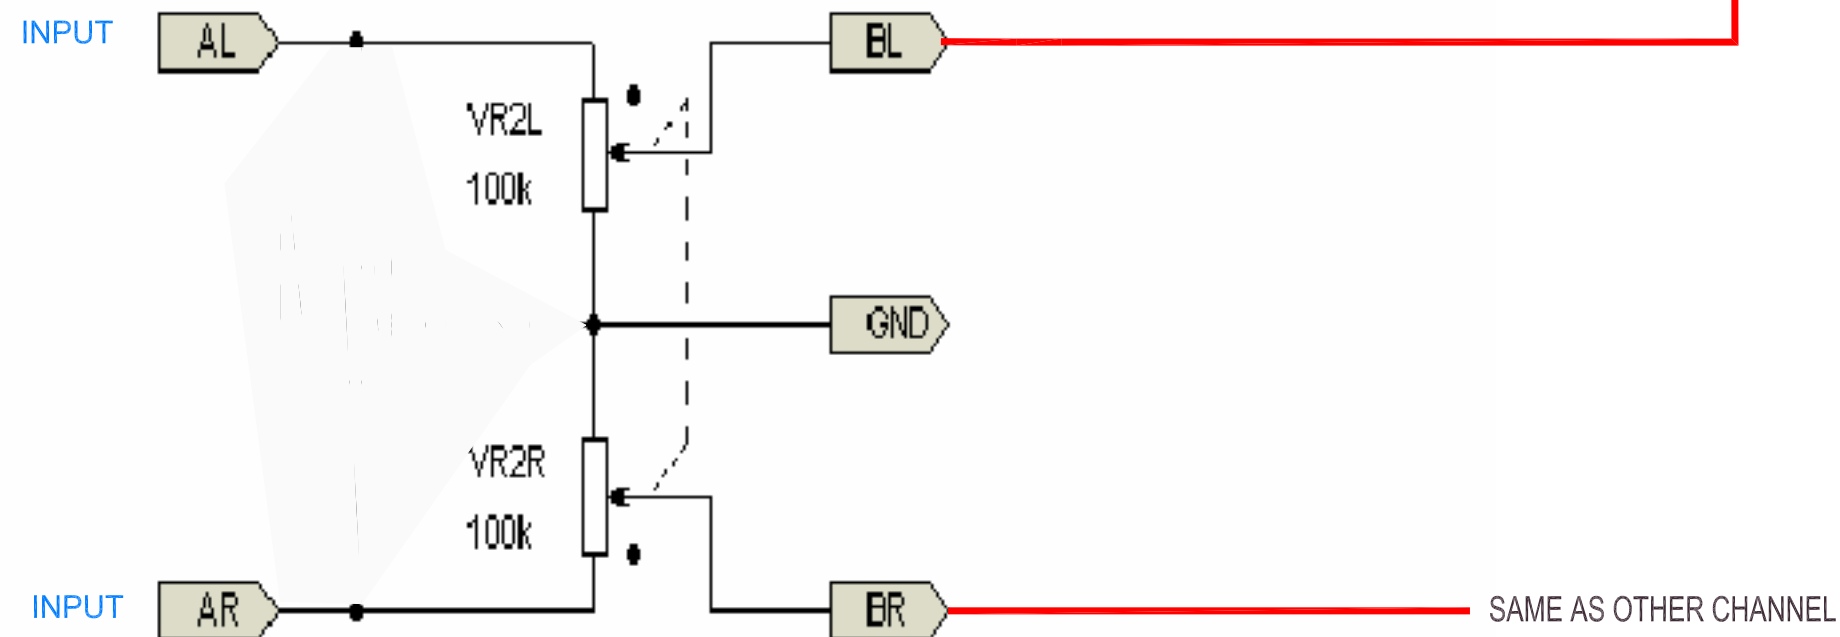 INPUT AL BL
VR2L
100k
GND
VR2R
100k
INPUT AR BR SAME AS OTHER CHANNEL